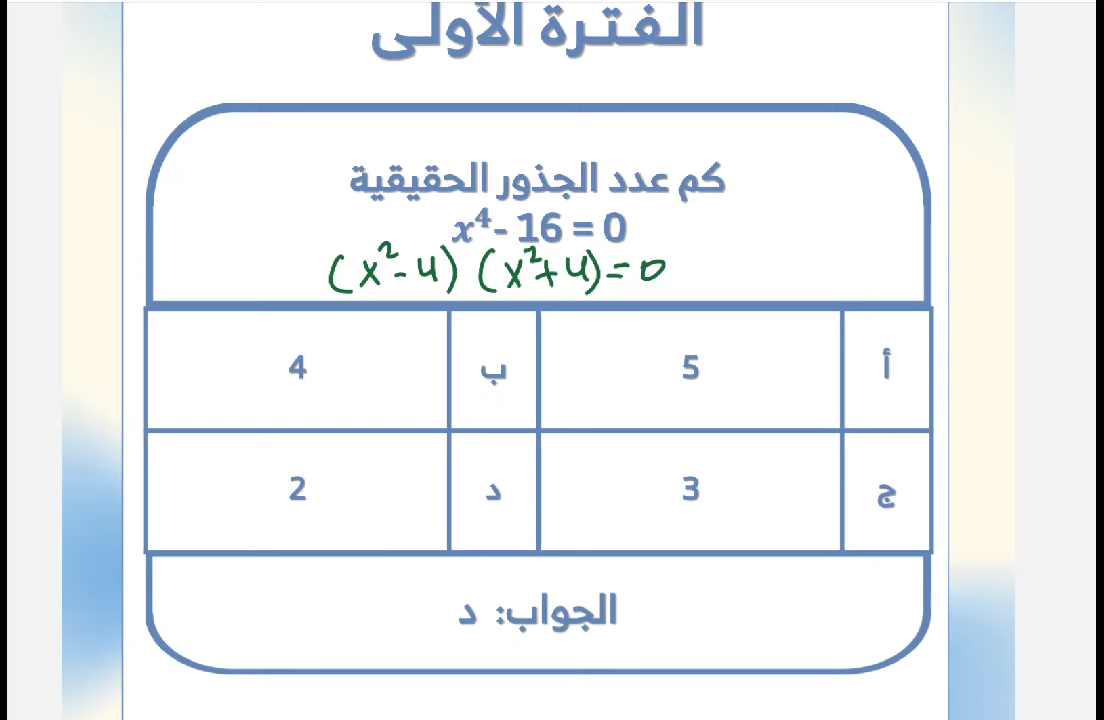 الفترة الأولى
كم عدد الجذور الحقيقية
x⁴- 16 = 0
(x²-4) (x²+4)=0
أ 5 ب 4
ج 3 د 2
الجواب: د